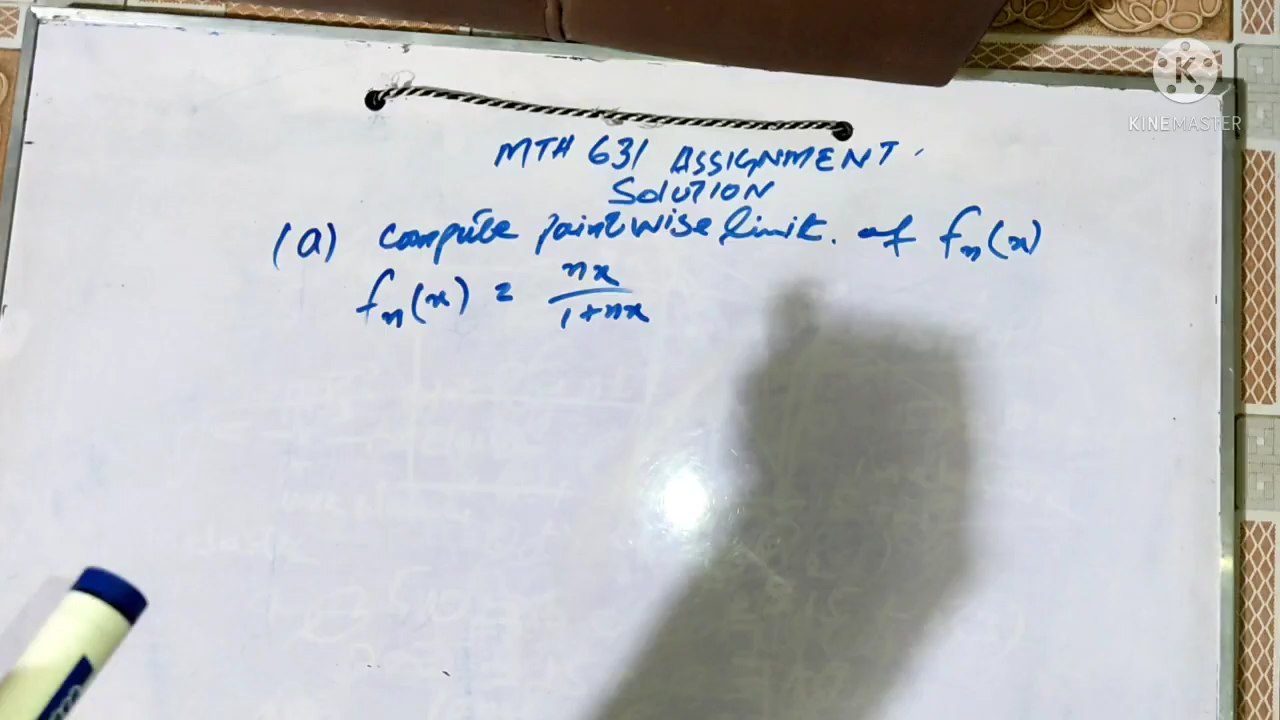 MTH 631 ASSIGNMENT.
SOLUTION
(a) compute pointwise limit. of fₙ(x)
fₙ(x) = nx/1+nx
K
KINEMASTER